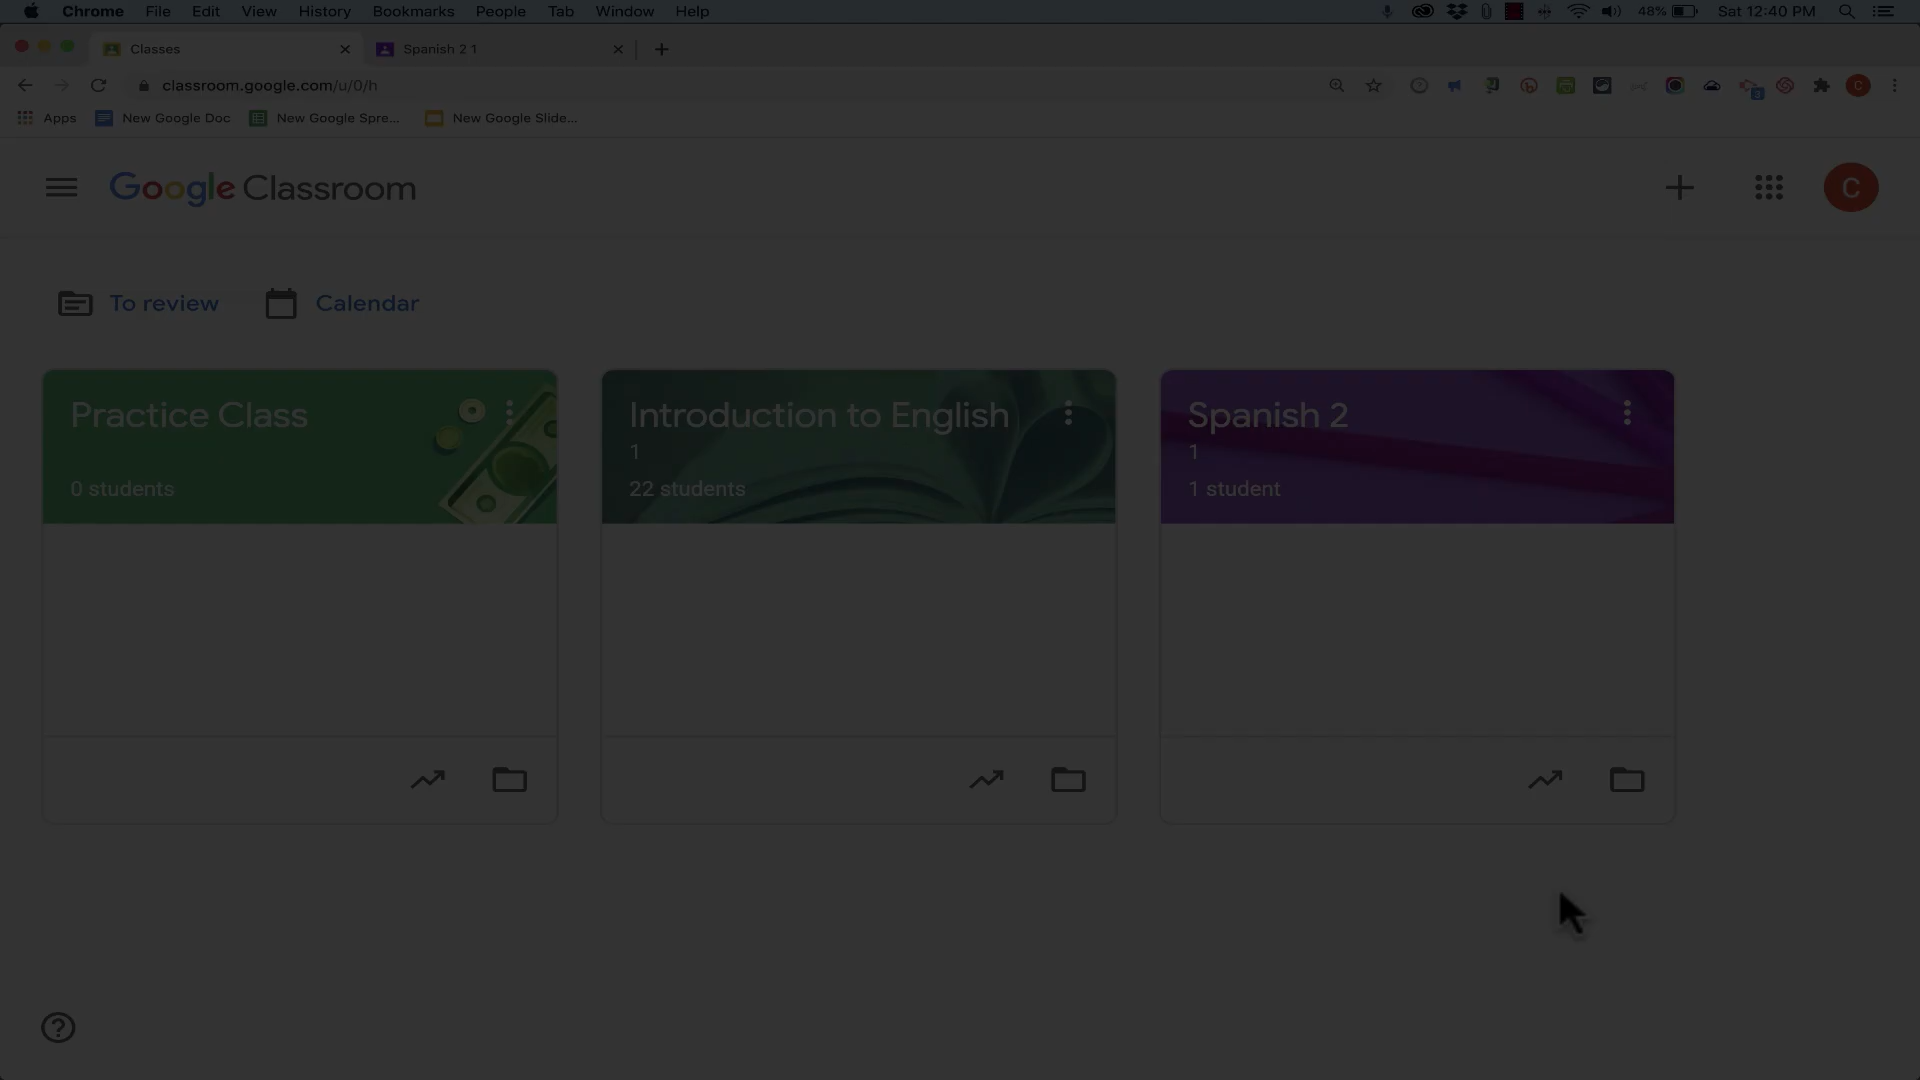 Chrome File Edit View History Bookmarks People Tab Window Help 48% Sat 12:40 PM
Classes Spanish 2 1
classroom.google.com/u/0/h
Apps New Google Doc New Google Spre... New Google Slide...
Google Classroom C
To review Calendar
Practice Class
0 students
Introduction to English
1
22 students
Spanish 2
1
1 student